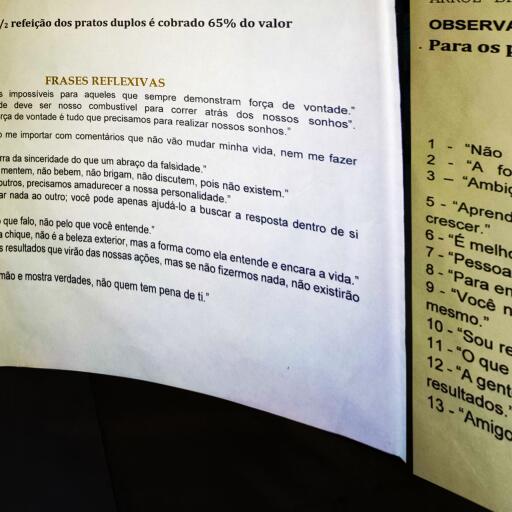 ½ refeição dos pratos duplos é cobrado 65% do valor
FRASES REFLEXIVAS
impossíveis para aqueles que sempre demonstram força de vontade."
deve ser nosso combustível para correr atrás dos nossos sonhos".
de vontade é tudo que precisamos para realizar nossos sonhos."
me importar com comentários que não vão mudar minha vida, nem me fazer
da sinceridade do que um abraço da falsidade."
mentem, não bebem, não brigam, não discutem, pois não existem."
outros, precisamos amadurecer a nossa personalidade."
nada ao outro; você pode apenas ajudá-lo a buscar a resposta dentro de si
que falo, não pelo que você entende."
chique, não é a beleza exterior, mas a forma como ela entende e encara a vida."
resultados que virão das nossas ações, mas se não fizermos nada, não existirão
mão e mostra verdades, não quem tem pena de ti."
OBSERVA
· Para os p
1 - "Não
2 - "A fo
3 – "Ambiç
5 - "Aprend
crescer."
6 - "É melho
7 - "Pessoa
8 - "Para en
9 - "Você n
mesmo."
10 - "Sou re
11 - "O que
12 - "A gent
resultados."
13 - "Amigo